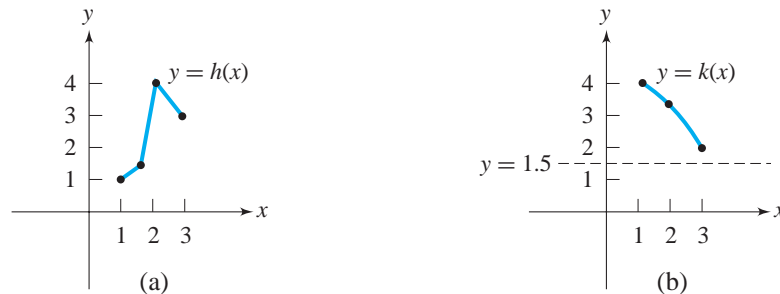 y
y = h(x)
4
3
2
1
x
1 2 3
(a)
y
y = k(x)
4
3
2
y = 1.5
1
x
1 2 3
(b)